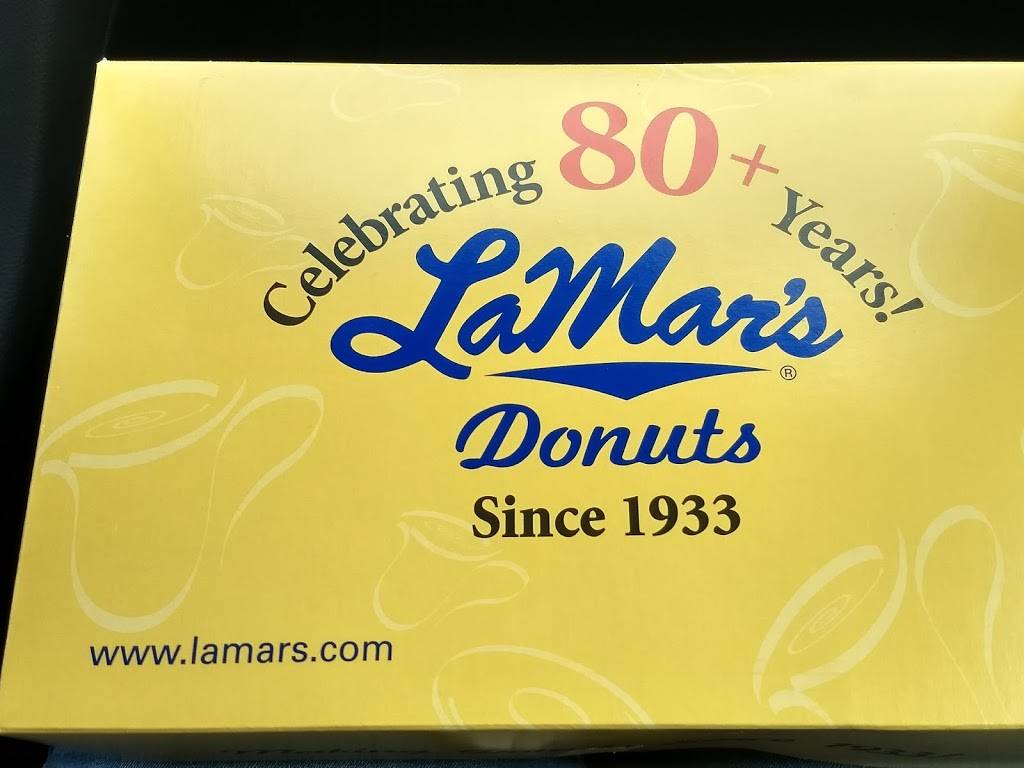 Celebrating 80+ Years!
LaMar's ®
Donuts
Since 1933
www.lamars.com